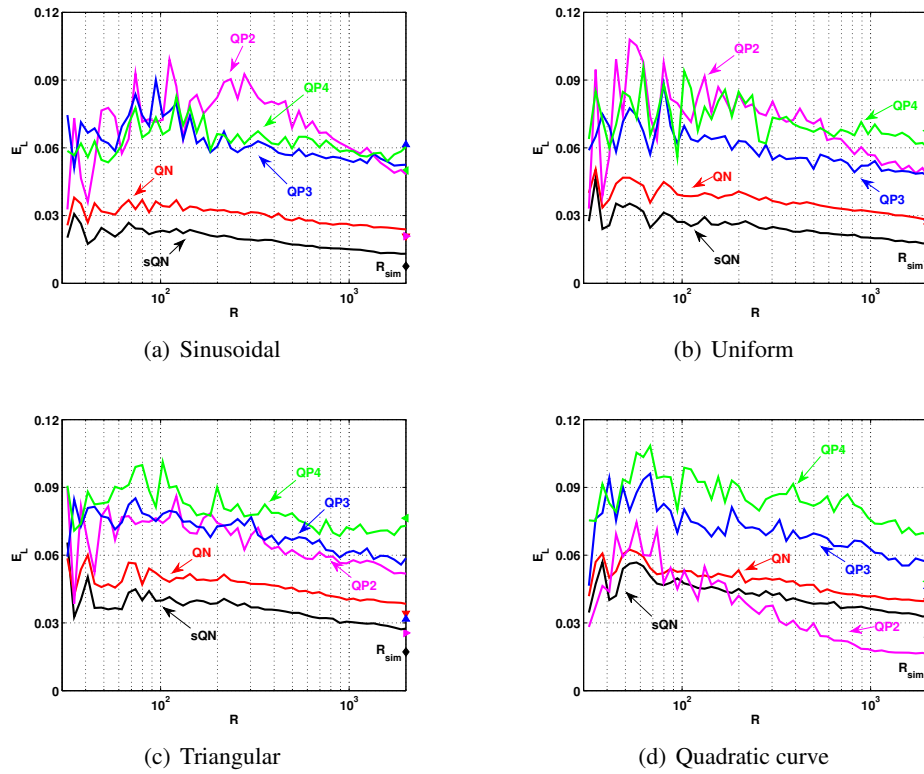 0.12
0.09
0.06
0.03
0
E_L
QP2
QP4
QN
QP3
sQN
R_sim
10^2
10^3
R
(a) Sinusoidal
0.12
0.09
0.06
0.03
0
E_L
QP2
QP4
QP3
QN
sQN
R_sim
10^2
10^3
R
(b) Uniform
0.12
0.09
0.06
0.03
0
E_L
QP4
QP3
QN
QP2
sQN
R_sim
10^2
10^3
R
(c) Triangular
0.12
0.09
0.06
0.03
0
E_L
QP4
QN
QP3
sQN
QP2
R_sim
10^2
10^3
R
(d) Quadratic curve